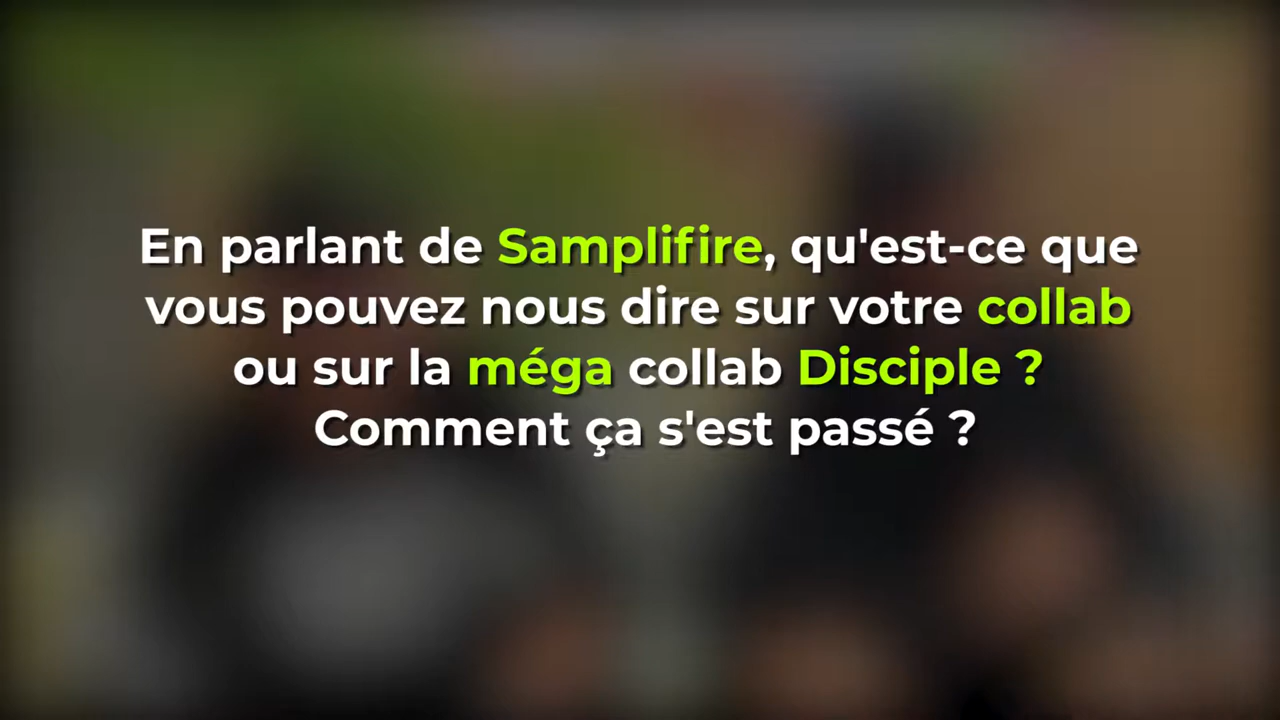 En parlant de Samplifire, qu'est-ce que
vous pouvez nous dire sur votre collab
ou sur la méga collab Disciple ?
Comment ça s'est passé ?